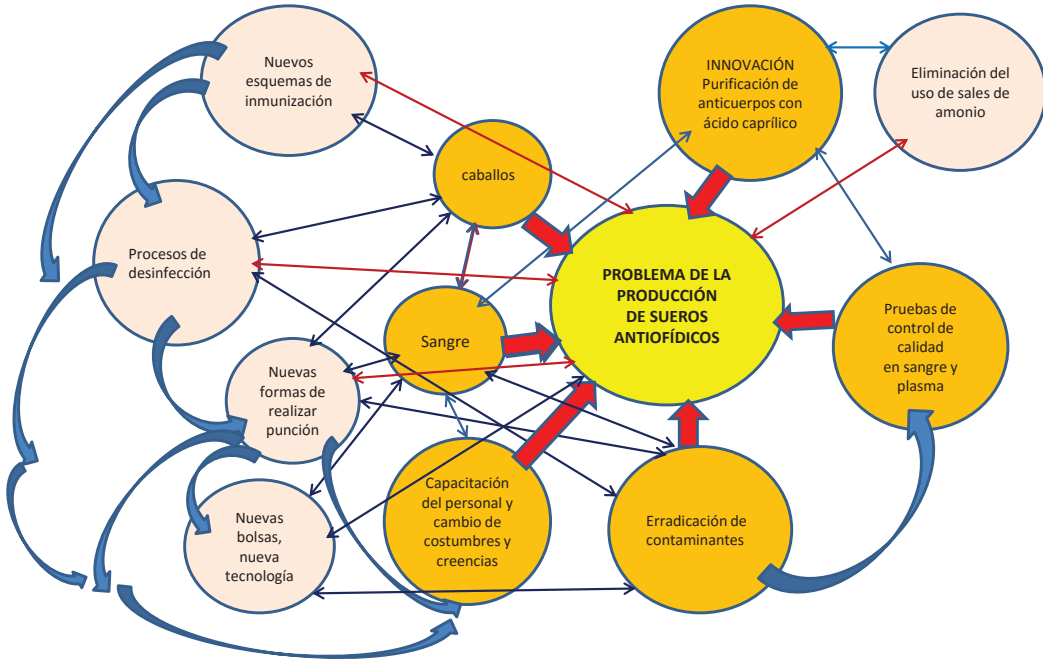 Nuevos
esquemas de
inmunización
INNOVACIÓN
Purificación de
anticuerpos con
ácido caprílico
Eliminación del
uso de sales de
amonio
caballos
Procesos de
desinfección
PROBLEMA DE LA
PRODUCCIÓN
DE SUEROS
ANTIOFÍDICOS
Pruebas de
control de
calidad
en sangre y
plasma
Sangre
Nuevas
formas de
realizar
punción
Capacitación
del personal y
cambio de
costumbres y
creencias
Erradicación de
contaminantes
Nuevas
bolsas,
nueva
tecnología